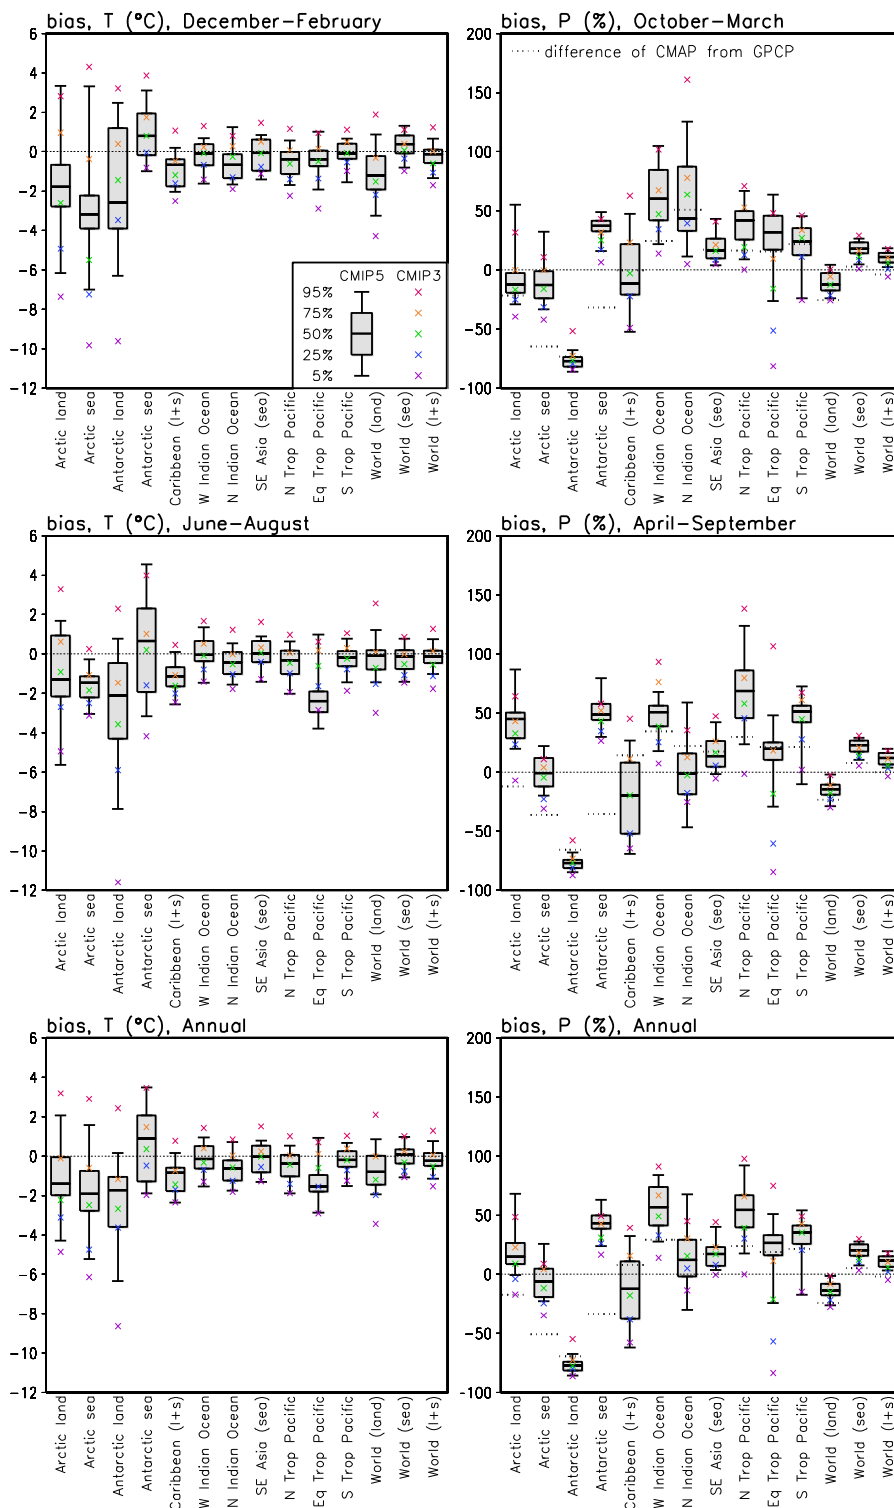 bias, T (°C), December–February
6
4
2
0
−2
−4
−6
−8
−10
−12
CMIP5 CMIP3
95%
75%
50%
25%
5%
Arctic land
Arctic sea
Antarctic land
Antarctic sea
Caribbean (l+s)
W Indian Ocean
N Indian Ocean
SE Asia (sea)
N Trop Pacific
Eq Trop Pacific
S Trop Pacific
World (land)
World (sea)
World (l+s)
bias, P (%), October–March
200
150
100
50
0
−50
−100
difference of CMAP from GPCP
Arctic land
Arctic sea
Antarctic land
Antarctic sea
Caribbean (l+s)
W Indian Ocean
N Indian Ocean
SE Asia (sea)
N Trop Pacific
Eq Trop Pacific
S Trop Pacific
World (land)
World (sea)
World (l+s)
bias, T (°C), June–August
6
4
2
0
−2
−4
−6
−8
−10
−12
Arctic land
Arctic sea
Antarctic land
Antarctic sea
Caribbean (l+s)
W Indian Ocean
N Indian Ocean
SE Asia (sea)
N Trop Pacific
Eq Trop Pacific
S Trop Pacific
World (land)
World (sea)
World (l+s)
bias, P (%), April–September
200
150
100
50
0
−50
−100
Arctic land
Arctic sea
Antarctic land
Antarctic sea
Caribbean (l+s)
W Indian Ocean
N Indian Ocean
SE Asia (sea)
N Trop Pacific
Eq Trop Pacific
S Trop Pacific
World (land)
World (sea)
World (l+s)
bias, T (°C), Annual
6
4
2
0
−2
−4
−6
−8
−10
−12
Arctic land
Arctic sea
Antarctic land
Antarctic sea
Caribbean (l+s)
W Indian Ocean
N Indian Ocean
SE Asia (sea)
N Trop Pacific
Eq Trop Pacific
S Trop Pacific
World (land)
World (sea)
World (l+s)
bias, P (%), Annual
200
150
100
50
0
−50
−100
Arctic land
Arctic sea
Antarctic land
Antarctic sea
Caribbean (l+s)
W Indian Ocean
N Indian Ocean
SE Asia (sea)
N Trop Pacific
Eq Trop Pacific
S Trop Pacific
World (land)
World (sea)
World (l+s)